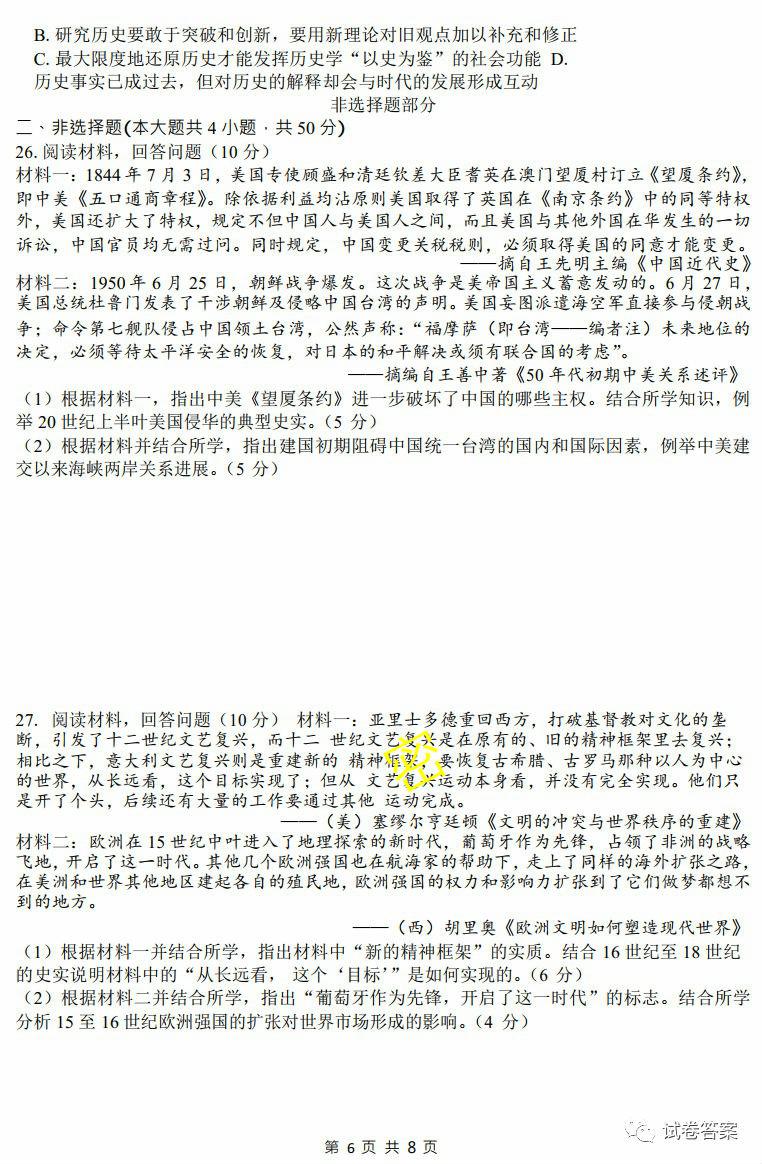 B. 研究历史要敢于突破和创新，要用新理论对旧观点加以补充和修正
C. 最大限度地还原历史才能发挥历史学“以史为鉴”的社会功能 D.
历史事实已成过去，但对历史的解释却会与时代的发展形成互动
非选择题部分
二、非选择题(本大题共 4 小题，共 50 分)
26. 阅读材料，回答问题（10 分）
材料一：1844 年 7 月 3 日，美国专使顾盛和清廷钦差大臣耆英在澳门望厦村订立《望厦条约》，
即中美《五口通商章程》。除依据利益均沾原则美国取得了英国在《南京条约》中的同等特权
外，美国还扩大了特权，规定不但中国人与美国人之间，而且美国与其他外国在华发生的一切
诉讼，中国官员均无需过问。同时规定，中国变更关税税则，必须取得美国的同意才能变更。
——摘自王先明主编《中国近代史》
材料二：1950 年 6 月 25 日，朝鲜战争爆发。这次战争是美帝国主义蓄意发动的。6 月 27 日，
美国总统杜鲁门发表了干涉朝鲜及侵略中国台湾的声明。美国妄图派遣海空军直接参与侵朝战
争；命令第七舰队侵占中国领土台湾，公然声称：“福摩萨（即台湾——编者注）未来地位的
决定，必须等待太平洋安全的恢复，对日本的和平解决或须有联合国的考虑”。
——摘编自王善中著《50 年代初期中美关系述评》
（1）根据材料一，指出中美《望厦条约》进一步破坏了中国的哪些主权。结合所学知识，例
举 20 世纪上半叶美国侵华的典型史实。（5 分）
（2）根据材料并结合所学，指出建国初期阻碍中国统一台湾的国内和国际因素，例举中美建
交以来海峡两岸关系进展。（5 分）
27. 阅读材料，回答问题（10 分） 材料一：亚里士多德重回西方，打破基督教对文化的垄
断，引发了十二世纪文艺复兴，而十二 世纪文艺复兴是在原有的、旧的精神框架里去复兴；
相比之下，意大利文艺复兴则是重建新的 精神框架，要恢复古希腊、古罗马那种以人为中心
的世界，从长远看，这个目标实现了；但从 文艺复兴运动本身看，并没有完全实现。他们只
是开了个头，后续还有大量的工作要通过其他 运动完成。
——（美）塞缪尔亨廷顿《文明的冲突与世界秩序的重建》
材料二：欧洲在 15 世纪中叶进入了地理探索的新时代，葡萄牙作为先锋，占领了非洲的战略
飞地，开启了这一时代。其他几个欧洲强国也在航海家的帮助下，走上了同样的海外扩张之路，
在美洲和世界其他地区建起各自的殖民地，欧洲强国的权力和影响力扩张到了它们做梦都想不
到的地方。
——（西）胡里奥《欧洲文明如何塑造现代世界》
（1）根据材料一并结合所学，指出材料中“新的精神框架”的实质。结合 16 世纪至 18 世纪
的史实说明材料中的“从长远看， 这个‘目标’”是如何实现的。（6 分）
（2）根据材料二并结合所学，指出“葡萄牙作为先锋，开启了这一时代”的标志。结合所学
分析 15 至 16 世纪欧洲强国的扩张对世界市场形成的影响。（4 分）
密
试卷答案
第 6 页 共 8 页